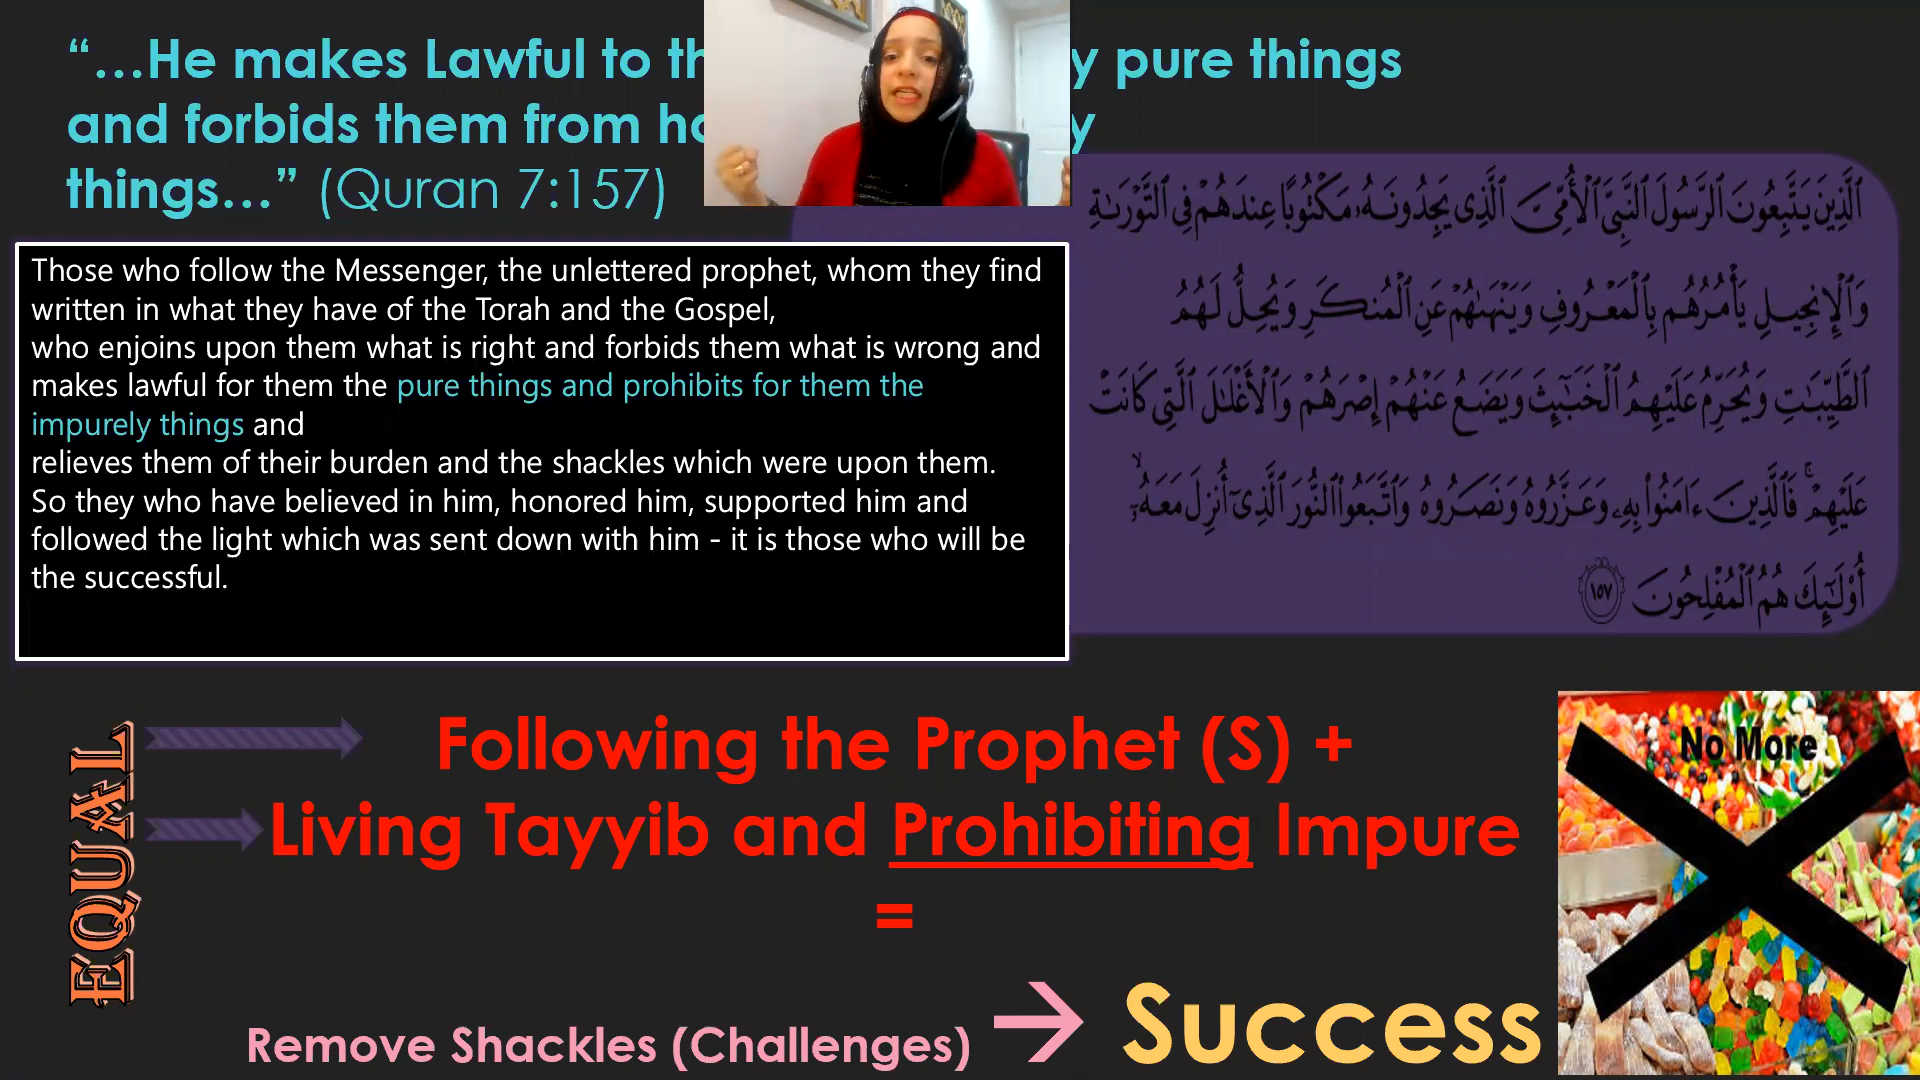 “...He makes Lawful to
pure things
and forbids them from
things...” (Quran 7:157)
ٱلَّذِينَ يَتَّبِعُونَ ٱلرَّسُولَ ٱلنَّبِىَّ ٱلْأُمِّىَّ ٱلَّذِى يَجِدُونَهُۥ مَكْتُوبًا عِندَهُمْ فِى ٱلتَّوْرَىٰةِ
وَٱلْإِنجِيلِ يَأْمُرُهُم بِٱلْمَعْرُوفِ وَيَنْهَىٰهُمْ عَنِ ٱلْمُنكَرِ وَيُحِلُّ لَهُمُ
ٱلطَّيِّبَـٰتِ وَيُحَرِّمُ عَلَيْهِمُ ٱلْخَبَـٰٓئِثَ وَيَضَعُ عَنْهُمْ إِصْرَهُمْ وَٱلْأَغْلَـٰلَ ٱلَّتِى كَانَتْ
عَلَيْهِمْ ۚ فَٱلَّذِينَ ءَامَنُوا۟ بِهِۦ وَعَزَّرُوهُ وَنَصَرُوهُ وَٱتَّبَعُوا۟ ٱلنُّورَ ٱلَّذِىٓ أُنزِلَ مَعَهُۥٓ ۙ
أُو۟لَـٰٓئِكَ هُمُ ٱلْمُفْلِحُونَ ١٥٧
Those who follow the Messenger, the unlettered prophet, whom they find
written in what they have of the Torah and the Gospel,
who enjoins upon them what is right and forbids them what is wrong and
makes lawful for them the pure things and prohibits for them the
impurely things and
relieves them of their burden and the shackles which were upon them.
So they who have believed in him, honored him, supported him and
followed the light which was sent down with him - it is those who will be
the successful.
EQUAL
Following the Prophet (S) +
Living Tayyib and Prohibiting Impure
=
Remove Shackles (Challenges) → Success
No More